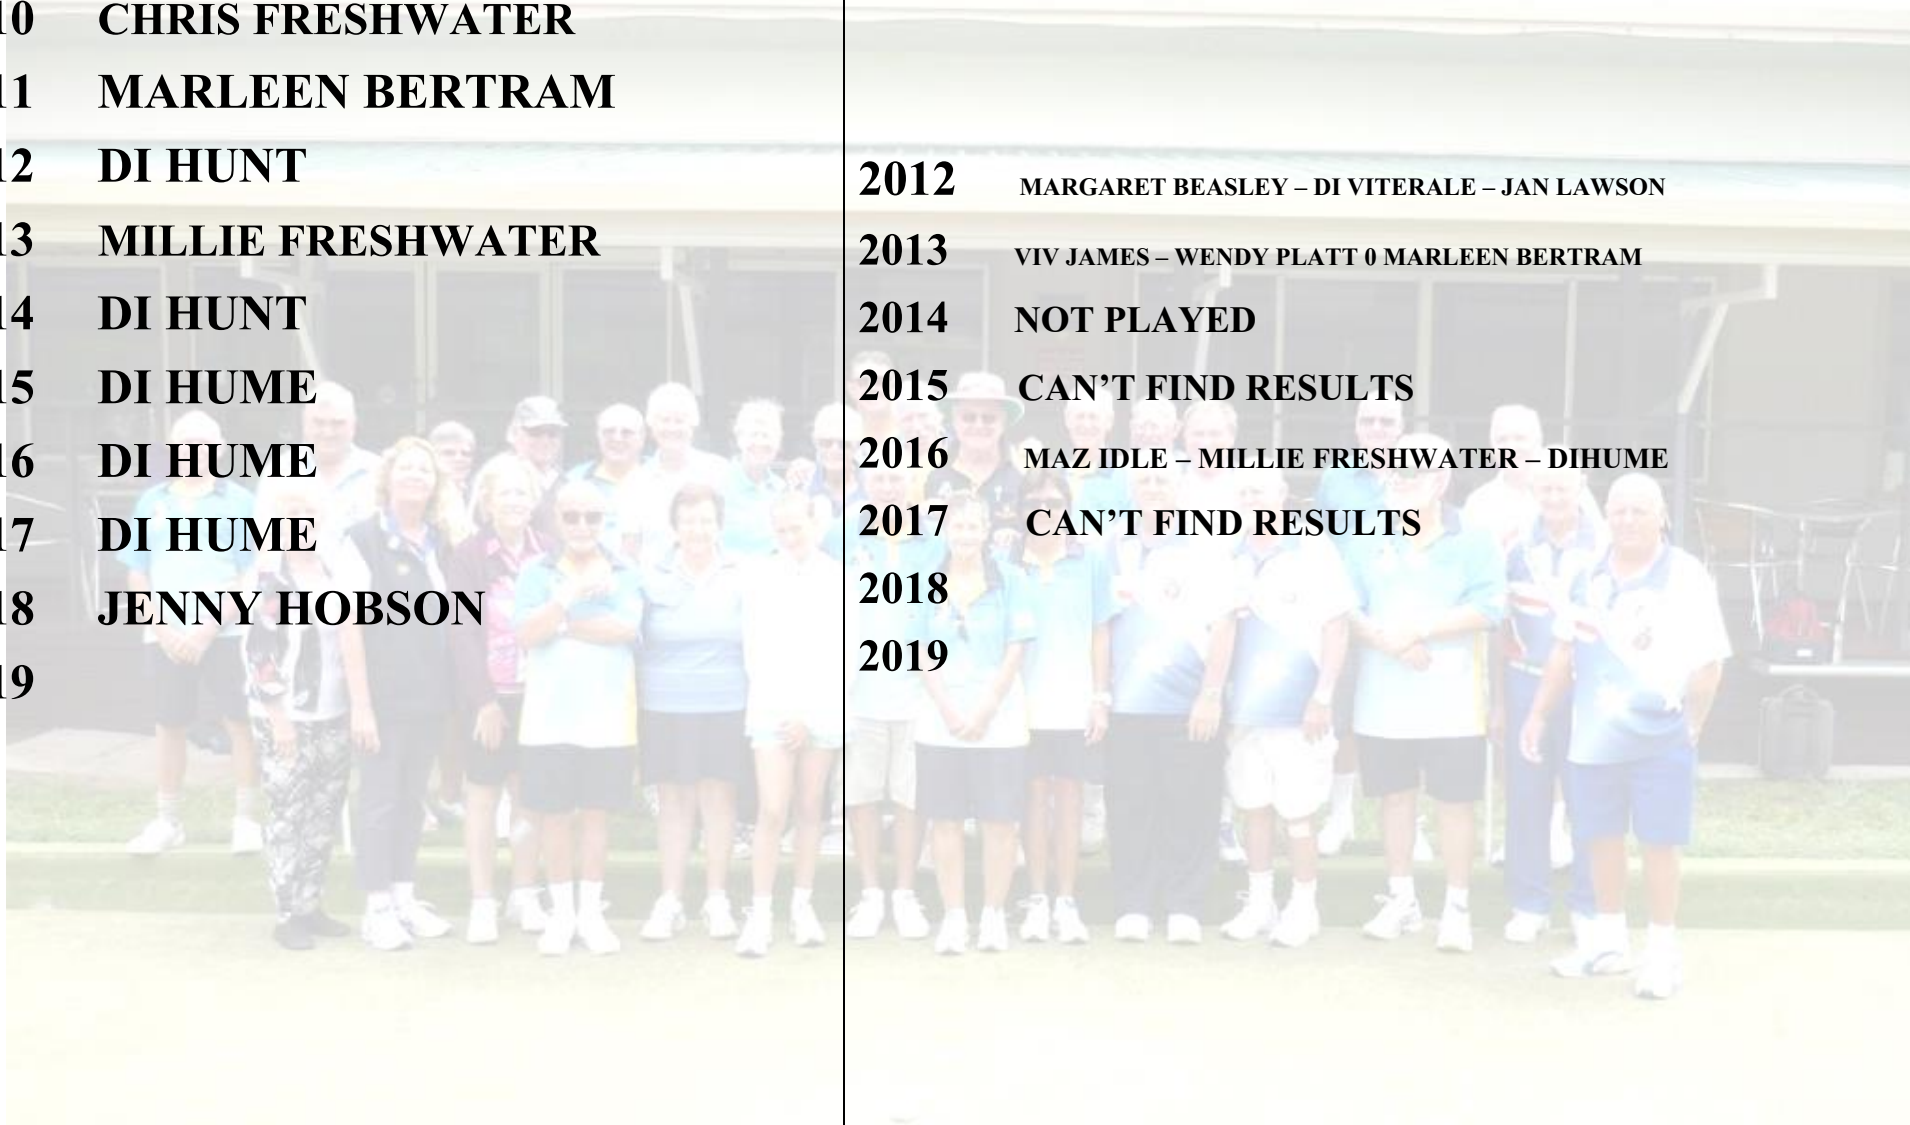 10 CHRIS FRESHWATER
11 MARLEEN BERTRAM
12 DI HUNT
13 MILLIE FRESHWATER
14 DI HUNT
15 DI HUME
16 DI HUME
17 DI HUME
18 JENNY HOBSON
19
2012 MARGARET BEASLEY – DI VITERALE – JAN LAWSON
2013 VIV JAMES – WENDY PLATT 0 MARLEEN BERTRAM
2014 NOT PLAYED
2015 CAN’T FIND RESULTS
2016 MAZ IDLE – MILLIE FRESHWATER – DIHUME
2017 CAN’T FIND RESULTS
2018
2019